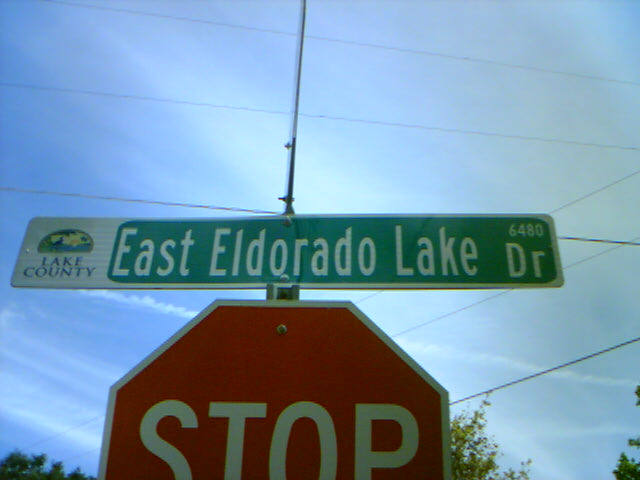 LAKE
COUNTY
East Eldorado Lake Dr
6480
STOP